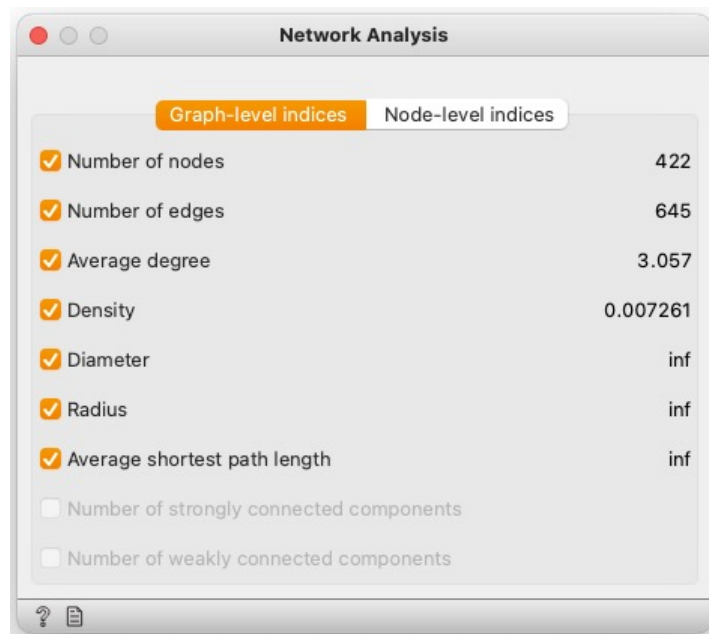 Network Analysis
Graph-level indices Node-level indices
Number of nodes 422
Number of edges 645
Average degree 3.057
Density 0.007261
Diameter inf
Radius inf
Average shortest path length inf
Number of strongly connected components
Number of weakly connected components
?